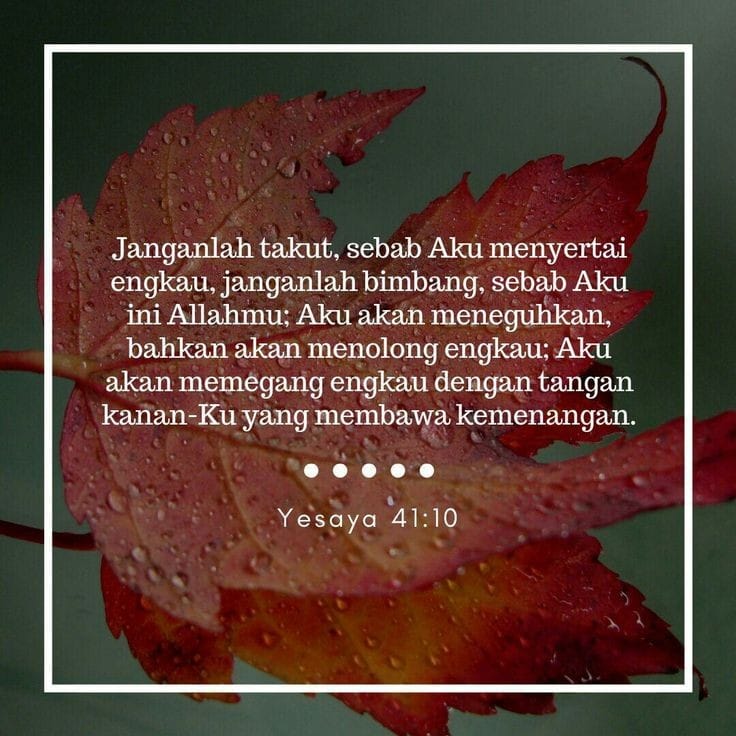 Janganlah takut, sebab Aku menyertai
engkau, janganlah bimbang, sebab Aku
ini Allahmu; Aku akan meneguhkan,
bahkan akan menolong engkau; Aku
akan memegang engkau dengan tangan
kanan-Ku yang membawa kemenangan.
Yesaya 41:10